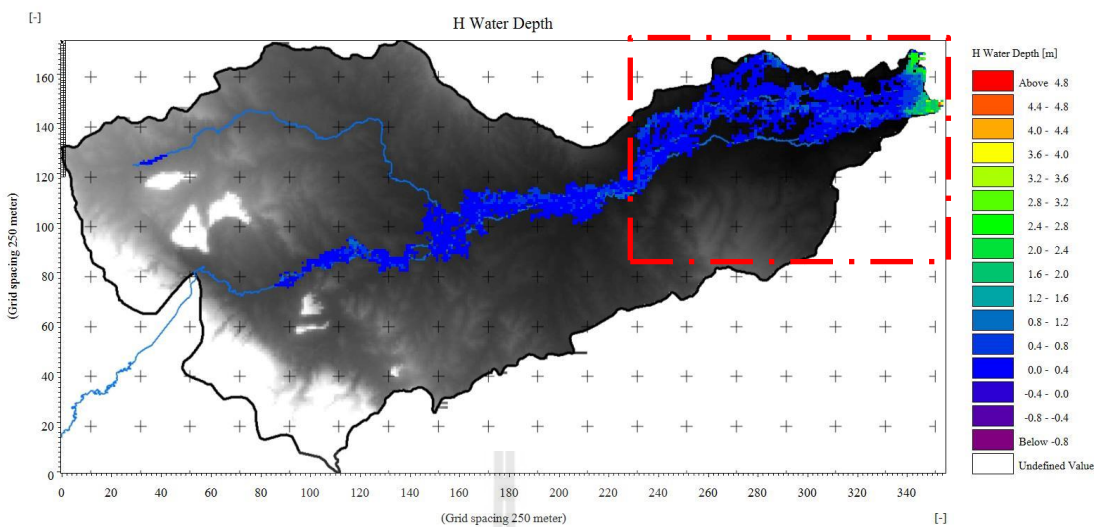 [-]
H Water Depth
(Grid spacing 250 meter)
160
140
120
100
80
60
40
20
0
0 20 40 60 80 100 120 140 160 180 200 220 240 260 280 300 320 340
(Grid spacing 250 meter)
[-]
H Water Depth [m]
Above 4.8
4.4 - 4.8
4.0 - 4.4
3.6 - 4.0
3.2 - 3.6
2.8 - 3.2
2.4 - 2.8
2.0 - 2.4
1.6 - 2.0
1.2 - 1.6
0.8 - 1.2
0.4 - 0.8
0.0 - 0.4
-0.4 - 0.0
-0.8 - -0.4
Below -0.8
Undefined Value